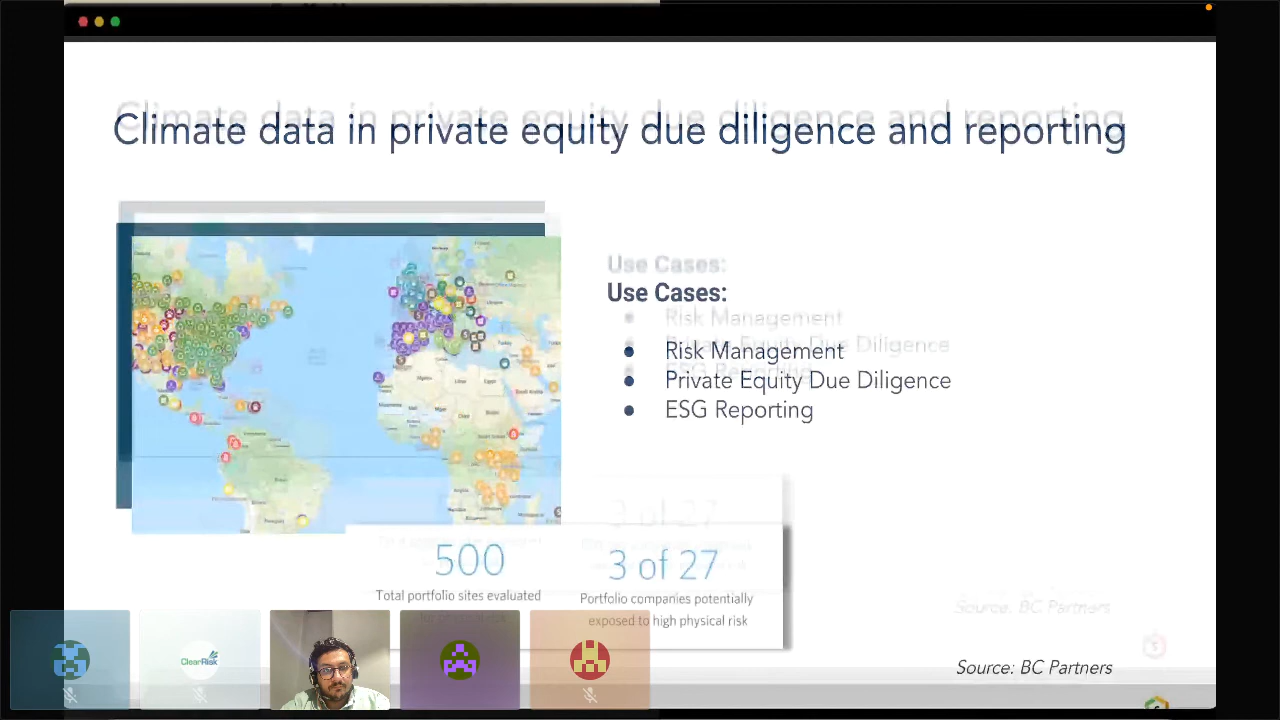 Climate data in private equity due diligence and reporting
Use Cases:
Risk Management
Private Equity Due Diligence
ESG Reporting
500
Total portfolio sites evaluated
3 of 27
Portfolio companies potentially
exposed to high physical risk
Source: BC Partners
ClearRisk